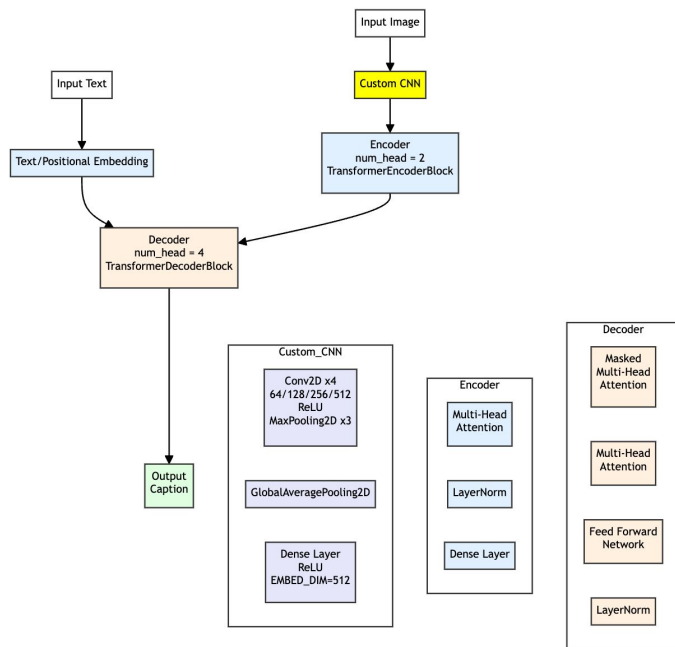 Input Image
Input Text
Custom CNN
Text/Positional Embedding
Encoder
num_head = 2
TransformerEncoderBlock
Decoder
num_head = 4
TransformerDecoderBlock
Output
Caption
Custom_CNN
Conv2D x4
64/128/256/512
ReLU
MaxPooling2D x3
GlobalAveragePooling2D
Dense Layer
ReLU
EMBED_DIM=512
Encoder
Multi-Head
Attention
LayerNorm
Dense Layer
Decoder
Masked
Multi-Head
Attention
Multi-Head
Attention
Feed Forward
Network
LayerNorm